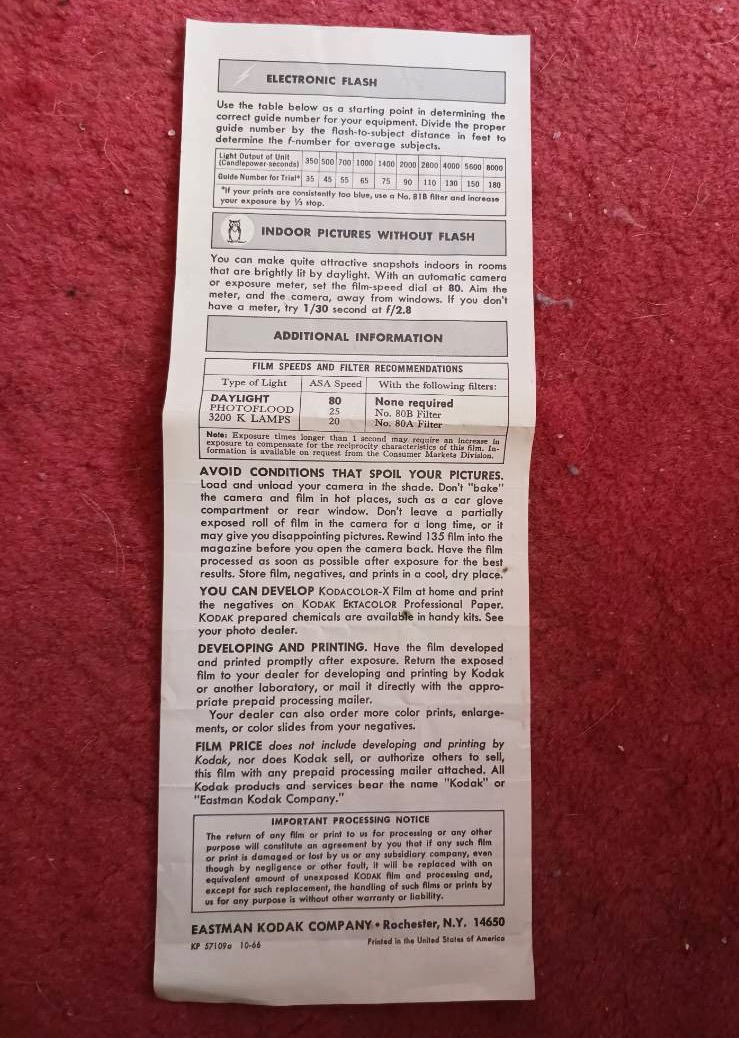 ELECTRONIC FLASH
Use the table below as a starting point in determining the
correct guide number for your equipment. Divide the proper
guide number by the flash-to-subject distance in feet to
determine the f-number for average subjects.
Light Output of Unit
(Candlepower-seconds) 350 500 700 1000 1400 2000 2800 4000 5600 8000
Guide Number for Trial* 35 45 55 65 75 90 110 130 150 180
*If your prints are consistently too blue, use a No. 81B filter and increase
your exposure by ⅓ stop.
INDOOR PICTURES WITHOUT FLASH
You can make quite attractive snapshots indoors in rooms
that are brightly lit by daylight. With an automatic camera
or exposure meter, set the film-speed dial at 80. Aim the
meter, and the camera, away from windows. If you don't
have a meter, try 1/30 second at f/2.8
ADDITIONAL INFORMATION
FILM SPEEDS AND FILTER RECOMMENDATIONS
Type of Light ASA Speed With the following filters:
DAYLIGHT 80 None required
PHOTOFLOOD 25 No. 80B Filter
3200 K LAMPS 20 No. 80A Filter
Note: Exposure times longer than 1 second may require an increase in
exposure to compensate for the reciprocity characteristics of this film. In-
formation is available on request from the Consumer Markets Division.
AVOID CONDITIONS THAT SPOIL YOUR PICTURES.
Load and unload your camera in the shade. Don't "bake"
the camera and film in hot places, such as a car glove
compartment or rear window. Don't leave a partially
exposed roll of film in the camera for a long time, or it
may give you disappointing pictures. Rewind 135 film into the
magazine before you open the camera back. Have the film
processed as soon as possible after exposure for the best
results. Store film, negatives, and prints in a cool, dry place.
YOU CAN DEVELOP KODACOLOR-X Film at home and print
the negatives on KODAK EKTACOLOR Professional Paper.
KODAK prepared chemicals are available in handy kits. See
your photo dealer.
DEVELOPING AND PRINTING. Have the film developed
and printed promptly after exposure. Return the exposed
film to your dealer for developing and printing by Kodak
or another laboratory, or mail it directly with the appro-
priate prepaid processing mailer.
Your dealer can also order more color prints, enlarge-
ments, or color slides from your negatives.
FILM PRICE does not include developing and printing by
Kodak, nor does Kodak sell, or authorize others to sell,
this film with any prepaid processing mailer attached. All
Kodak products and services bear the name "Kodak" or
"Eastman Kodak Company."
IMPORTANT PROCESSING NOTICE
The return of any film or print to us for processing or any other
purpose will constitute an agreement by you that if any such film
or print is damaged or lost by us or any subsidiary company, even
though by negligence or other fault, it will be replaced with an
equivalent amount of unexposed KODAK film and processing and,
except for such replacement, the handling of such films or prints by
us for any purpose is without other warranty or liability.
EASTMAN KODAK COMPANY • Rochester, N.Y. 14650
KP 57109a 10-66 Printed in the United States of America